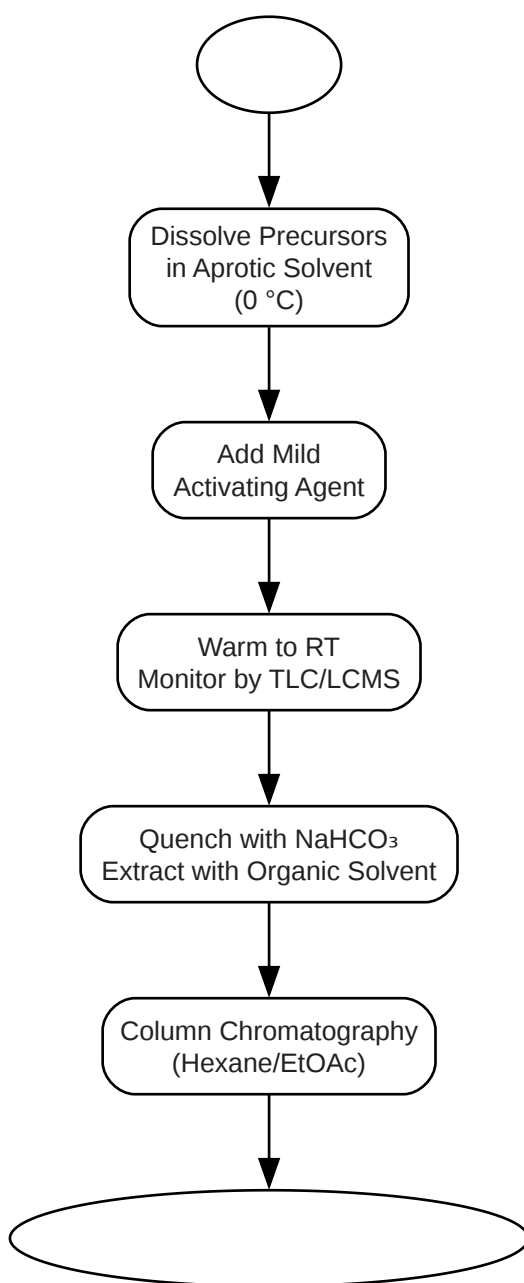 Dissolve Precursors
in Aprotic Solvent
(0 °C)
Add Mild
Activating Agent
Warm to RT
Monitor by TLC/LCMS
Quench with NaHCO₃
Extract with Organic Solvent
Column Chromatography
(Hexane/EtOAc)